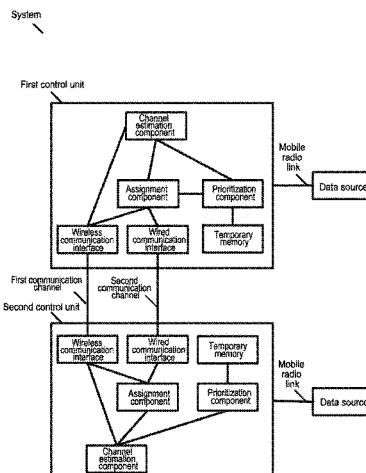 System
First control unit
Channel
estimation
component
Mobile
radio
link
Assignment
component
Prioritization
component
Data source
Wireless
communication
interface
Wired
communication
interface
Temporary
memory
First communication
channel
Second
communication
channel
Second control unit
Wireless
communication
interface
Wired
communication
interface
Temporary
memory
Mobile
radio
link
Assignment
component
Prioritization
component
Data source
Channel
estimation
component